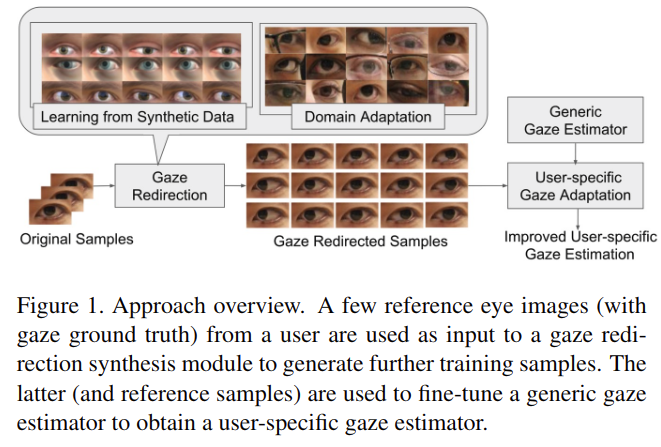 Learning from Synthetic Data
Domain Adaptation
Generic
Gaze Estimator
Gaze
Redirection
User-specific
Gaze Adaptation
Original Samples
Gaze Redirected Samples
Improved User-specific
Gaze Estimation
Figure 1. Approach overview. A few reference eye images (with
gaze ground truth) from a user are used as input to a gaze redi-
rection synthesis module to generate further training samples. The
latter (and reference samples) are used to fine-tune a generic gaze
estimator to obtain a user-specific gaze estimator.